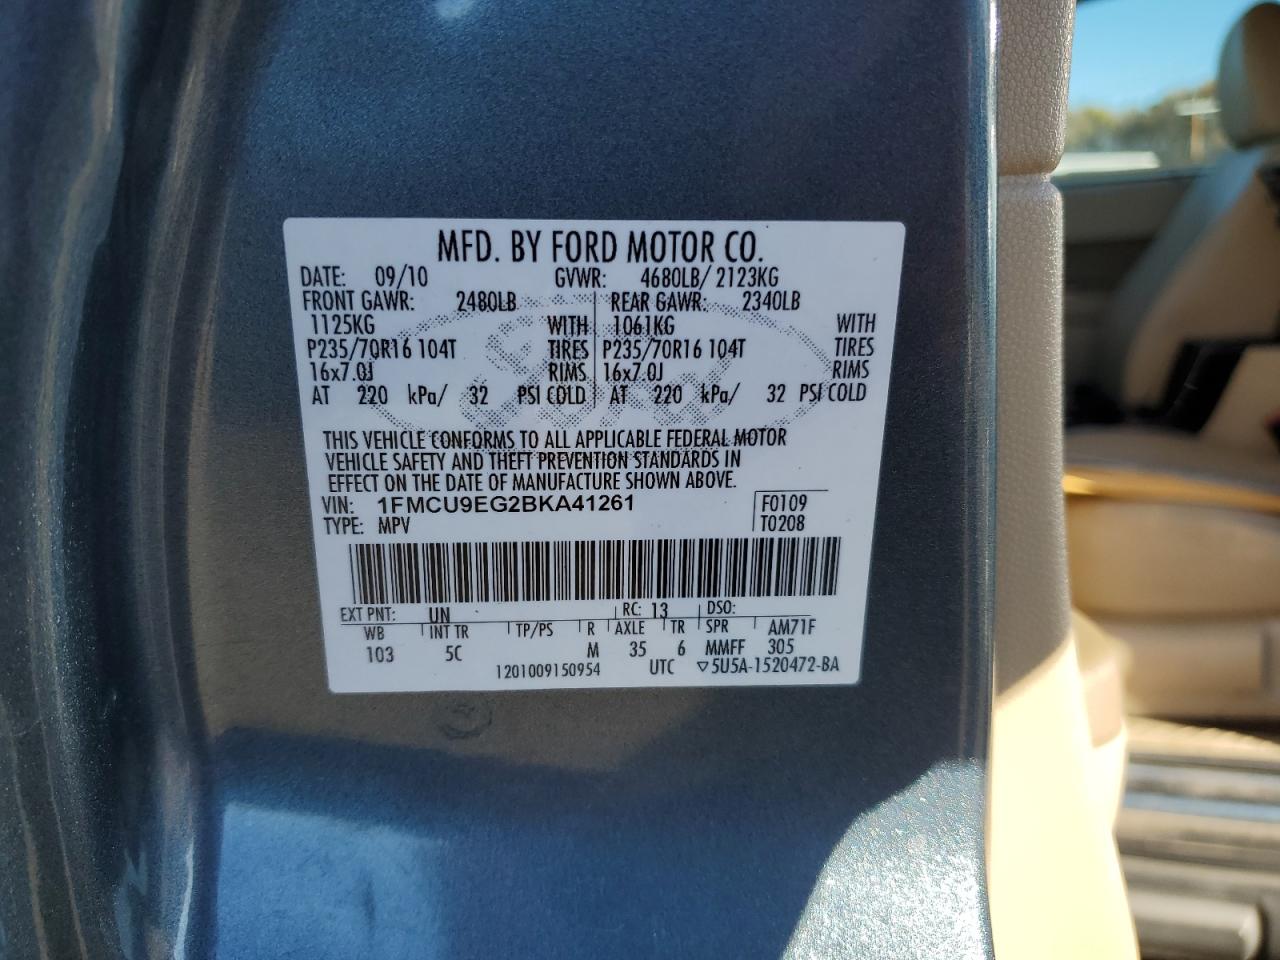 MFD. BY FORD MOTOR CO.
DATE: 09/10 GVWR: 4680LB/ 2123KG
FRONT GAWR: 2480LB REAR GAWR: 2340LB
1125KG WITH 1061KG WITH
P235/70R16 104T TIRES P235/70R16 104T TIRES
16x7.0J RIMS 16x7.0J RIMS
AT 220 kPa/ 32 PSI COLD AT 220 kPa/ 32 PSI COLD
THIS VEHICLE CONFORMS TO ALL APPLICABLE FEDERAL MOTOR
VEHICLE SAFETY AND THEFT PREVENTION STANDARDS IN
EFFECT ON THE DATE OF MANUFACTURE SHOWN ABOVE.
VIN: 1FMCU9EG2BKA41261 F0109
TYPE: MPV T0208
EXT PNT: UN RC: 13 DSO:
WB INT TR TP/PS R AXLE TR SPR AM71F
103 5C M 35 6 MMFF 305
1201009150954 UTC ▽5U5A-1520472-BA